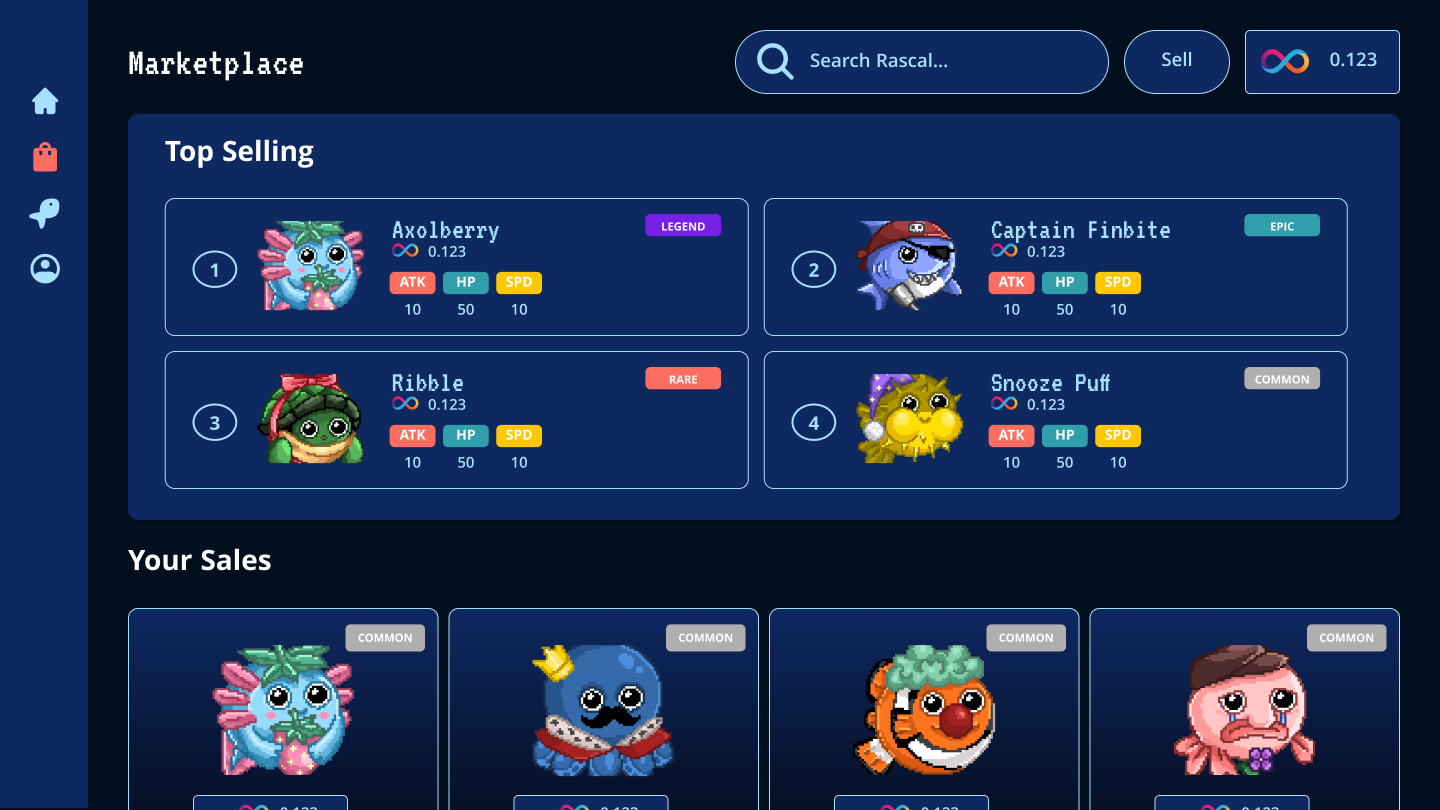 Marketplace
Search Rascal...
Sell
0.123
Top Selling
1
Axolberry
LEGEND
0.123
ATK HP SPD
10 50 10
2
Captain Finbite
EPIC
0.123
ATK HP SPD
10 50 10
3
Ribble
RARE
0.123
ATK HP SPD
10 50 10
4
Snooze Puff
COMMON
0.123
ATK HP SPD
10 50 10
Your Sales
COMMON
COMMON
COMMON
COMMON
0.123
0.123
0.123
0.123